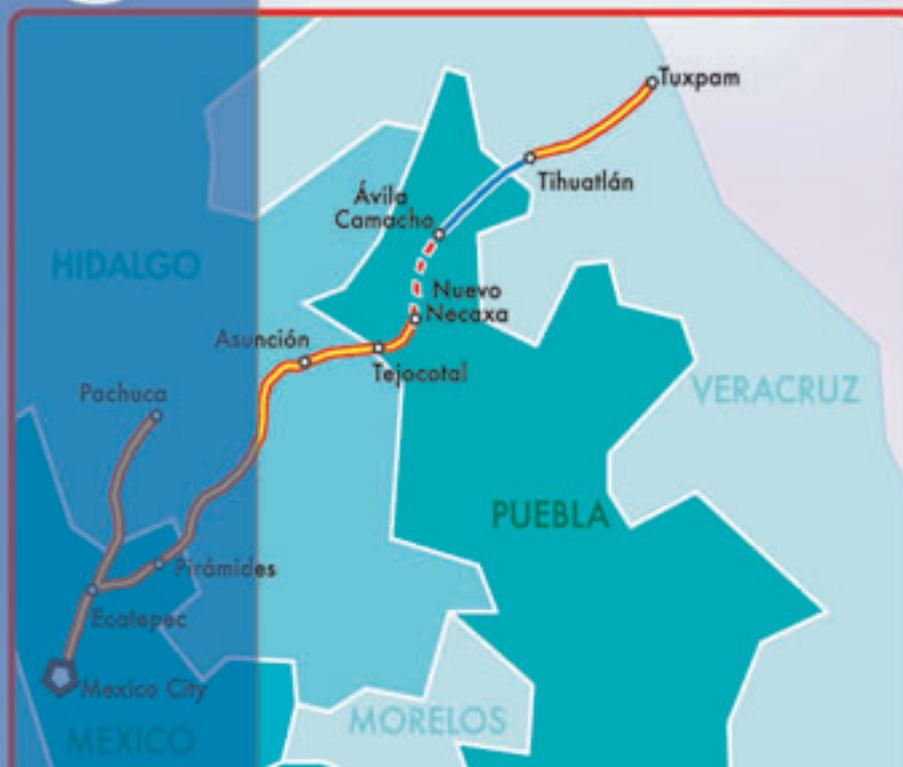 Tuxpam
Tihuatlán
Ávila
Camacho
HIDALGO
Nuevo
Necaxa
Asunción
Tejocotal
Pachuca
VERACRUZ
PUEBLA
Pirámides
Ecatepec
Mexico City
MORELOS
MEXICO